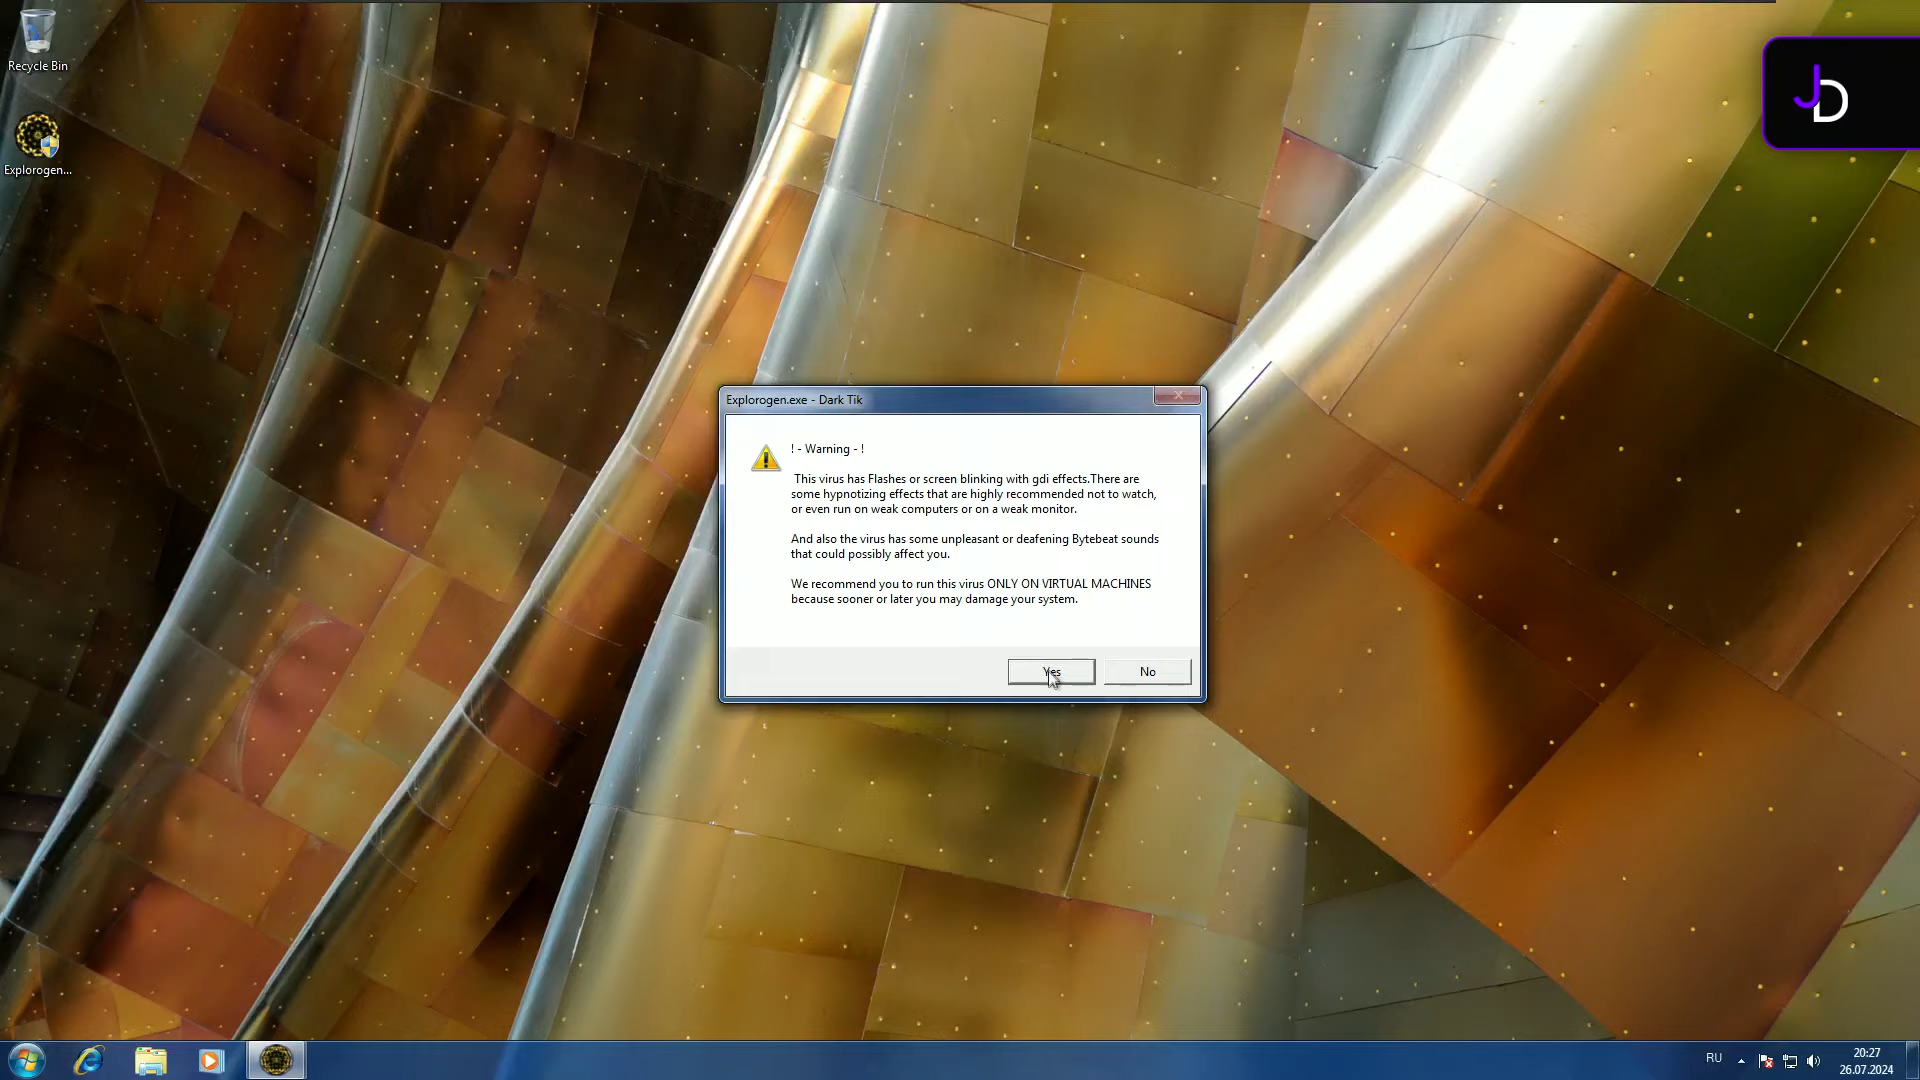 Recycle Bin
JD
Explorogen...
Explorogen.exe - Dark Tik
! - Warning - !
This virus has Flashes or screen blinking with gdi effects.There are
some hypnotizing effects that are highly recommended not to watch,
or even run on weak computers or on a weak monitor.
And also the virus has some unpleasant or deafening Bytebeat sounds
that could possibly affect you.
We recommend you to run this virus ONLY ON VIRTUAL MACHINES
because sooner or later you may damage your system.
Yes
No
RU
20:27
26.07.2024